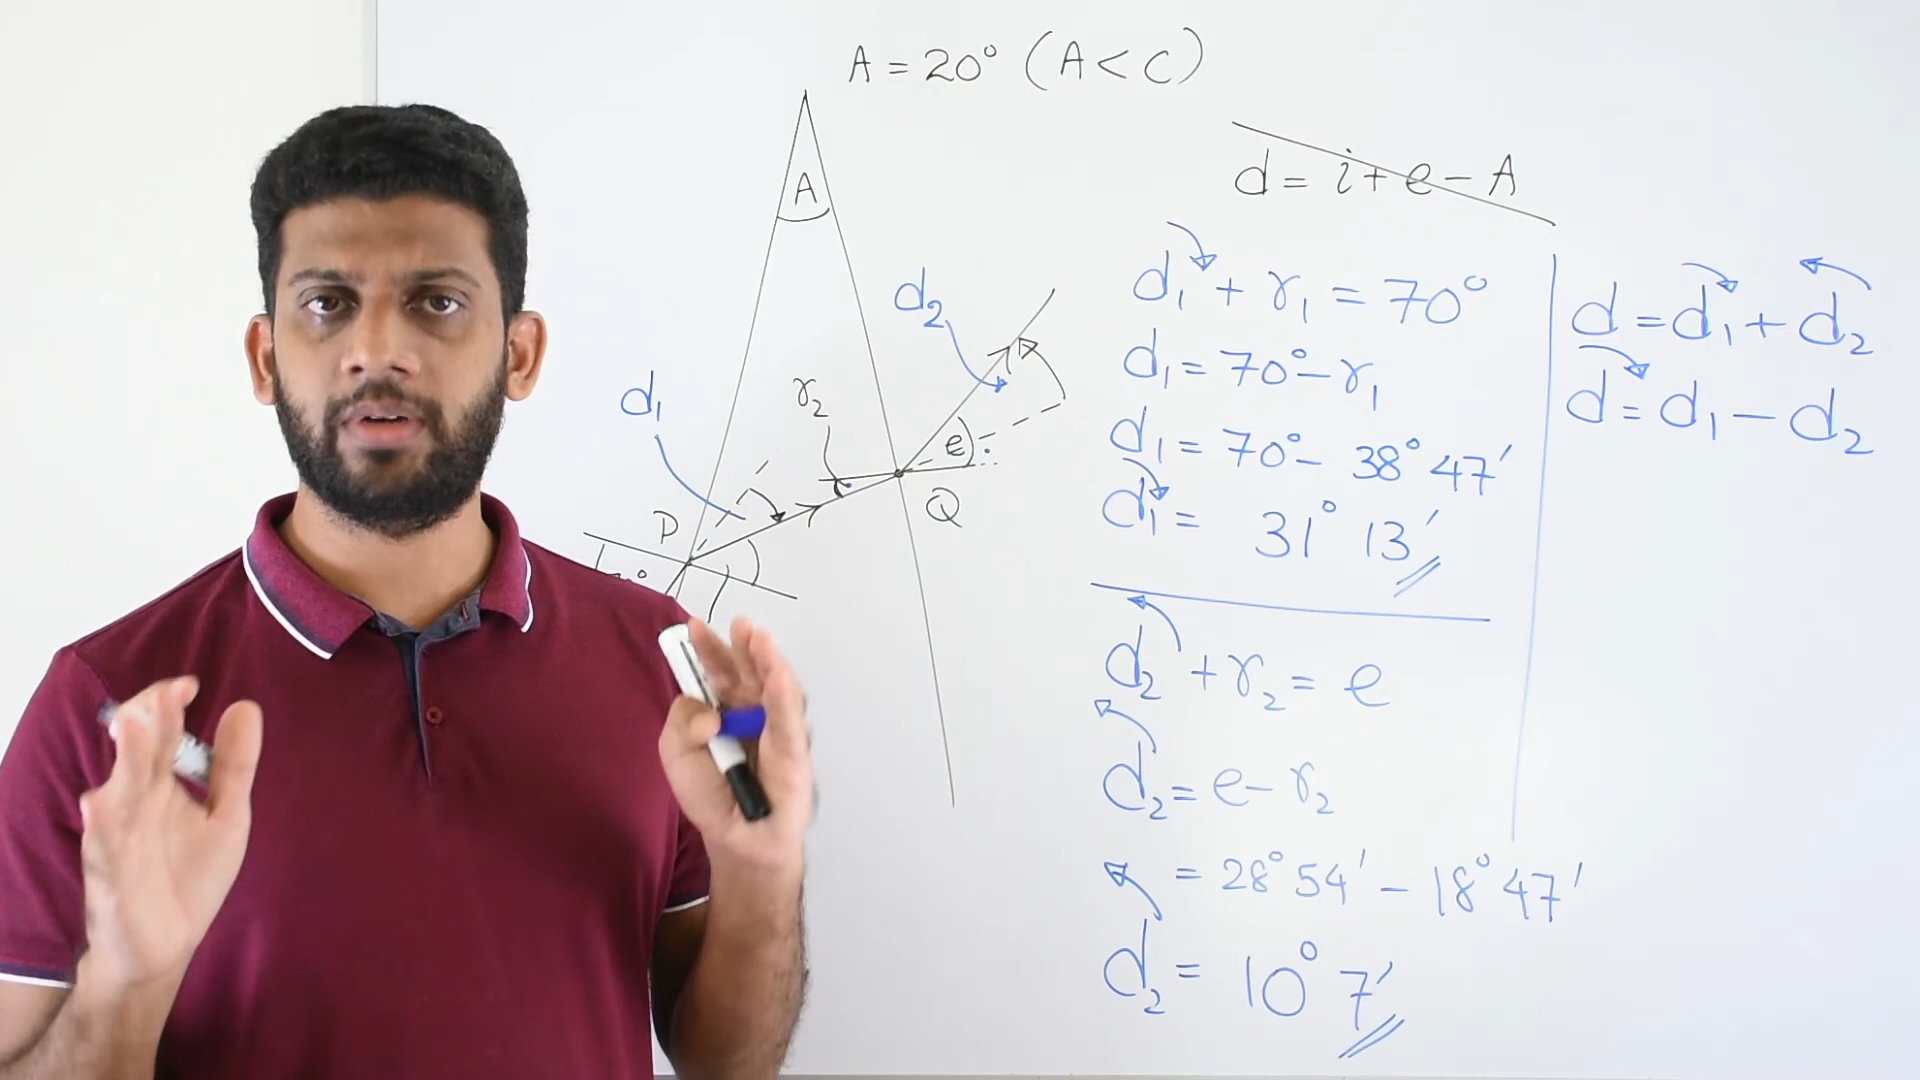 A = 20° (A < C)
d = i + e - A
A
d₁ + r₁ = 70°
d₁ = 70° - r₁
d₁ = 70° - 38° 47′
d₁ = 31° 13′
d = d₁ + d₂
d = d₁ - d₂
d₂
d₁
r₂
e
P
Q
d₂ + r₂ = e
d₂ = e - r₂
= 28° 54′ - 18° 47′
d₂ = 10° 7′